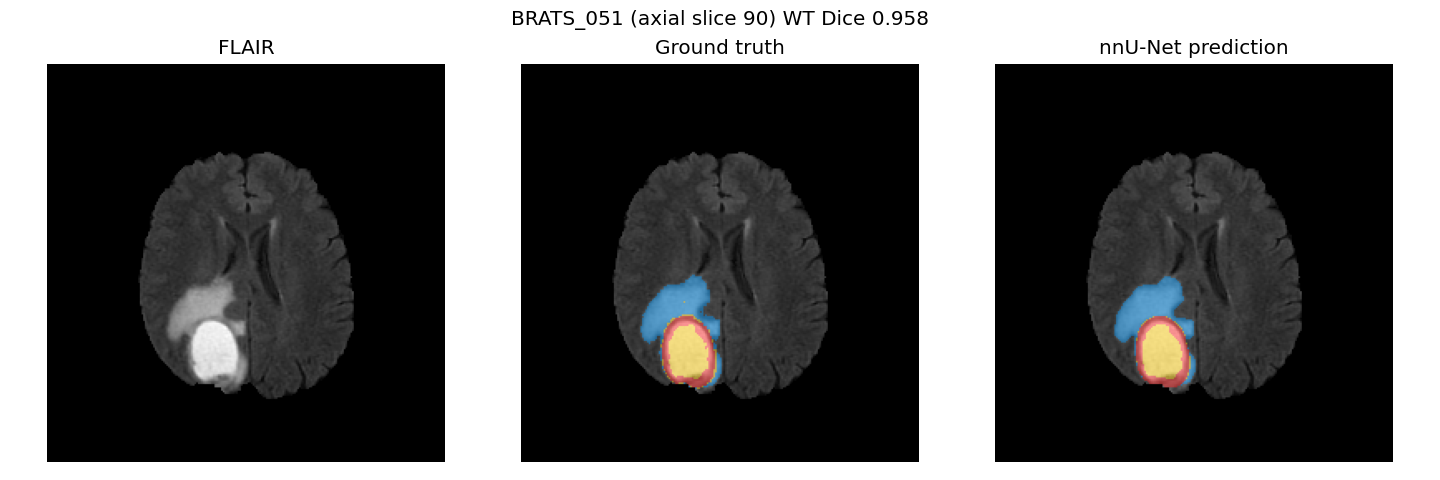 BRATS_051 (axial slice 90) WT Dice 0.958
FLAIR
Ground truth
nnU-Net prediction